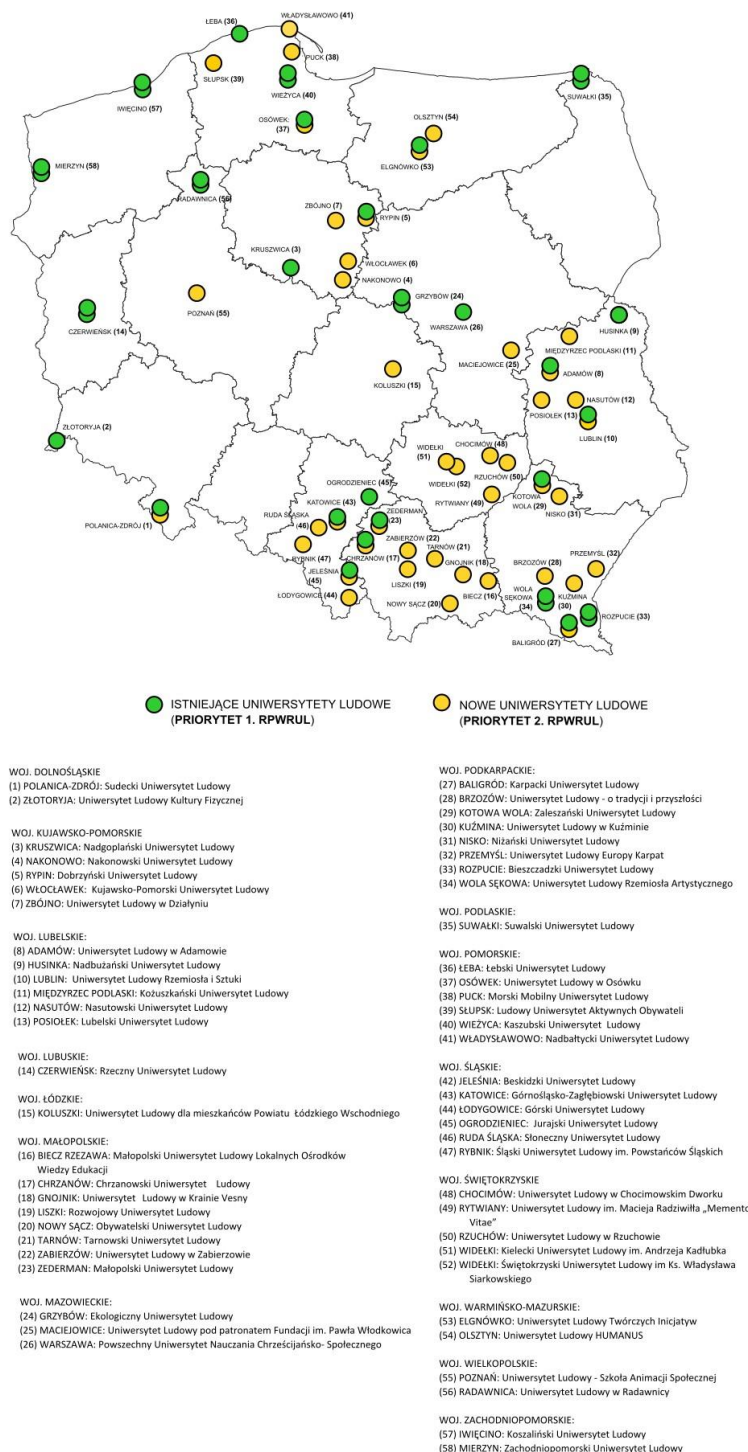 WŁADYSŁAWOWO (41)
ŁEBA (36)
PUCK (38)
SŁUPSK (39)
WIEŻYCA (40)
SUWAŁKI (35)
IWIĘCINO (57)
OSÓWEK:
(37)
OLSZTYN (54)
ELGNÓWKO (53)
MIERZYN (58)
RADAWNICA (56)
ZBÓJNO (7)
RYPIN (5)
KRUSZWICA (3)
WŁOCŁAWEK (6)
NAKONOWO (4)
POZNAŃ (55)
GRZYBÓW (24)
WARSZAWA (26)
HUSINKA (9)
CZERWIEŃSK (14)
MIĘDZYRZEC PODLASKI (11)
MACIEJOWICE (25)
ADAMÓW (8)
KOLUSZKI (15)
NASUTÓW (12)
POSIOŁEK (13)
LUBLIN (10)
ZŁOTORYJA (2)
WIDEŁKI
(51)
CHOCIMÓW (48)
RZUCHÓW (50)
WIDEŁKI (52)
RYTWIANY (49)
KOTOWA
WOLA (29)
NISKO (31)
OGRODZIENIEC (45)
KATOWICE (43)
ZEDERMAN
(23)
RUDA ŚLĄSKA
(46)
POLANICA-ZDRÓJ (1)
RYBNIK (47)
ZABIERZÓW (22)
CHRZANÓW (17)
TARNÓW (21)
JELEŚNIA
(45)
LISZKI (19)
GNOJNIK (18)
BIECZ (16)
ŁODYGOWICE (44)
NOWY SĄCZ (20)
PRZEMYŚL (32)
BRZOZÓW (28)
WOLA
SĘKOWA
(34)
KUŹMINA
(30)
ROZPUCIE (33)
BALIGRÓD (27)
ISTNIEJĄCE UNIWERSYTETY LUDOWE
(PRIORYTET 1. RPWRUL)
NOWE UNIWERSYTETY LUDOWE
(PRIORYTET 2. RPWRUL)
WOJ. DOLNOŚLĄSKIE
(1) POLANICA-ZDRÓJ: Sudecki Uniwersytet Ludowy
(2) ZŁOTORYJA: Uniwersytet Ludowy Kultury Fizycznej
WOJ. KUJAWSKO-POMORSKIE
(3) KRUSZWICA: Nadgoplański Uniwersytet Ludowy
(4) NAKONOWO: Nakonowski Uniwersytet Ludowy
(5) RYPIN: Dobrzyński Uniwersytet Ludowy
(6) WŁOCŁAWEK: Kujawsko-Pomorski Uniwersytet Ludowy
(7) ZBÓJNO: Uniwersytet Ludowy w Działyniu
WOJ. LUBELSKIE:
(8) ADAMÓW: Uniwersytet Ludowy w Adamowie
(9) HUSINKA: Nadbużański Uniwersytet Ludowy
(10) LUBLIN: Uniwersytet Ludowy Rzemiosła i Sztuki
(11) MIĘDZYRZEC PODLASKI: Kożuszkański Uniwersytet Ludowy
(12) NASUTÓW: Nasutowski Uniwersytet Ludowy
(13) POSIOŁEK: Lubelski Uniwersytet Ludowy
WOJ. LUBUSKIE:
(14) CZERWIEŃSK: Rzeczny Uniwersytet Ludowy
WOJ. ŁÓDZKIE:
(15) KOLUSZKI: Uniwersytet Ludowy dla mieszkańców Powiatu Łódzkiego Wschodniego
WOJ. MAŁOPOLSKIE:
(16) BIECZ RZEZAWA: Małopolski Uniwersytet Ludowy Lokalnych Ośrodków
Wiedzy Edukacji
(17) CHRZANÓW: Chrzanowski Uniwersytet Ludowy
(18) GNOJNIK: Uniwersytet Ludowy w Krainie Vesny
(19) LISZKI: Rozwojowy Uniwersytet Ludowy
(20) NOWY SĄCZ: Obywatelski Uniwersytet Ludowy
(21) TARNÓW: Tarnowski Uniwersytet Ludowy
(22) ZABIERZÓW: Uniwersytet Ludowy w Zabierzowie
(23) ZEDERMAN: Małopolski Uniwersytet Ludowy
WOJ. MAZOWIECKIE:
(24) GRZYBÓW: Ekologiczny Uniwersytet Ludowy
(25) MACIEJOWICE: Uniwersytet Ludowy pod patronatem Fundacji im. Pawła Włodkowica
(26) WARSZAWA: Powszechny Uniwersytet Nauczania Chrześcijańsko- Społecznego
WOJ. PODKARPACKIE:
(27) BALIGRÓD: Karpacki Uniwersytet Ludowy
(28) BRZOZÓW: Uniwersytet Ludowy - o tradycji i przyszłości
(29) KOTOWA WOLA: Zaleszański Uniwersytet Ludowy
(30) KUŹMINA: Uniwersytet Ludowy w Kuźminie
(31) NISKO: Niżański Uniwersytet Ludowy
(32) PRZEMYŚL: Uniwersytet Ludowy Europy Karpat
(33) ROZPUCIE: Bieszczadzki Uniwersytet Ludowy
(34) WOLA SĘKOWA: Uniwersytet Ludowy Rzemiosła Artystycznego
WOJ. PODLASKIE:
(35) SUWAŁKI: Suwalski Uniwersytet Ludowy
WOJ. POMORSKIE:
(36) ŁEBA: Łebski Uniwersytet Ludowy
(37) OSÓWEK: Uniwersytet Ludowy w Osówku
(38) PUCK: Morski Mobilny Uniwersytet Ludowy
(39) SŁUPSK: Ludowy Uniwersytet Aktywnych Obywateli
(40) WIEŻYCA: Kaszubski Uniwersytet Ludowy
(41) WŁADYSŁAWOWO: Nadbałtycki Uniwersytet Ludowy
WOJ. ŚLĄSKIE:
(42) JELEŚNIA: Beskidzki Uniwersytet Ludowy
(43) KATOWICE: Górnośląsko-Zagłębiowski Uniwersytet Ludowy
(44) ŁODYGOWICE: Górski Uniwersytet Ludowy
(45) OGRODZIENIEC: Jurajski Uniwersytet Ludowy
(46) RUDA ŚLĄSKA: Słoneczny Uniwersytet Ludowy
(47) RYBNIK: Śląski Uniwersytet Ludowy im. Powstańców Śląskich
WOJ. ŚWIĘTOKRZYSKIE
(48) CHOCIMÓW: Uniwersytet Ludowy w Chocimowskim Dworku
(49) RYTWIANY: Uniwersytet Ludowy im. Macieja Radziwiłła „Memento
Vitae”
(50) RZUCHÓW: Uniwersytet Ludowy w Rzuchowie
(51) WIDEŁKI: Kielecki Uniwersytet Ludowy im. Andrzeja Kadłubka
(52) WIDEŁKI: Świętokrzyski Uniwersytet Ludowy im Ks. Władysława
Siarkowskiego
WOJ. WARMIŃSKO-MAZURSKIE:
(53) ELGNÓWKO: Uniwersytet Ludowy Twórczych Inicjatyw
(54) OLSZTYN: Uniwersytet Ludowy HUMANUS
WOJ. WIELKOPOLSKIE:
(55) POZNAŃ: Uniwersytet Ludowy - Szkoła Animacji Społecznej
(56) RADAWNICA: Uniwersytet Ludowy w Radawnicy
WOJ. ZACHODNIOPOMORSKIE:
(57) IWIĘCINO: Koszaliński Uniwersytet Ludowy
(58) MIERZYN: Zachodniopomorski Uniwersytet Ludowy